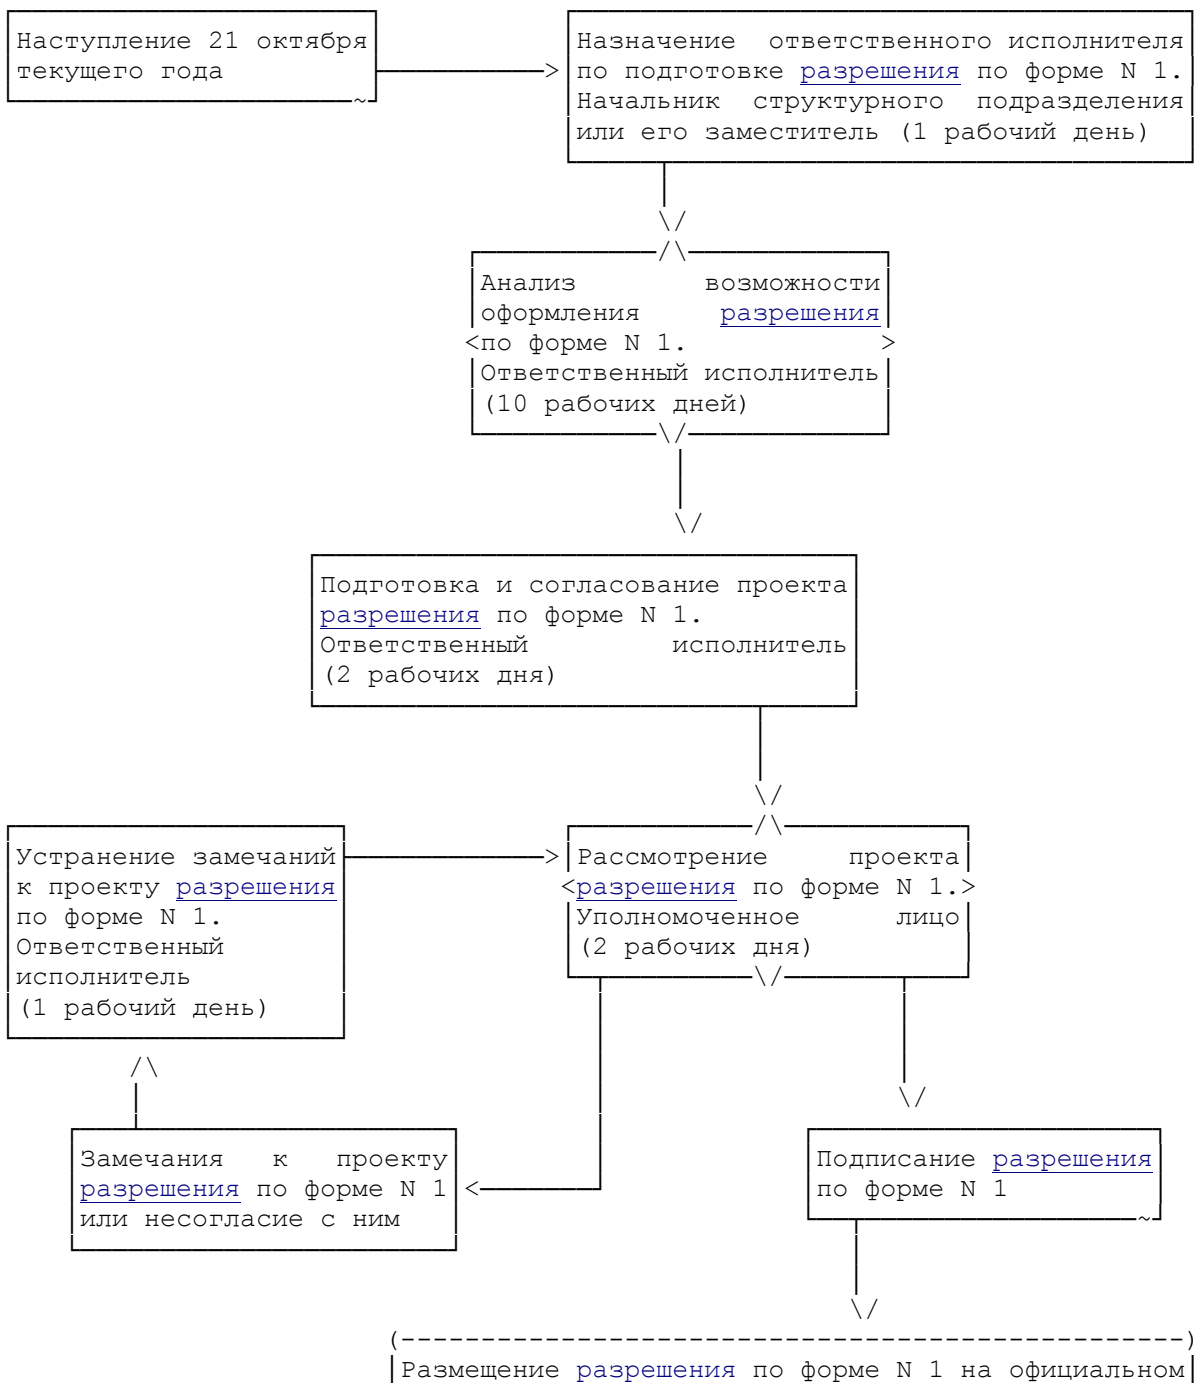 Наступление 21 октября
текущего года
Назначение ответственного исполнителя
по подготовке разрешения по форме N 1.
Начальник структурного подразделения
или его заместитель (1 рабочий день)
Анализ возможности
оформления разрешения
по форме N 1.
Ответственный исполнитель
(10 рабочих дней)
Подготовка и согласование проекта
разрешения по форме N 1.
Ответственный исполнитель
(2 рабочих дня)
Устранение замечаний
к проекту разрешения
по форме N 1.
Ответственный
исполнитель
(1 рабочий день)
Рассмотрение проекта
разрешения по форме N 1.
Уполномоченное лицо
(2 рабочих дня)
Замечания к проекту
разрешения по форме N 1
или несогласие с ним
Подписание разрешения
по форме N 1
Размещение разрешения по форме N 1 на официальном